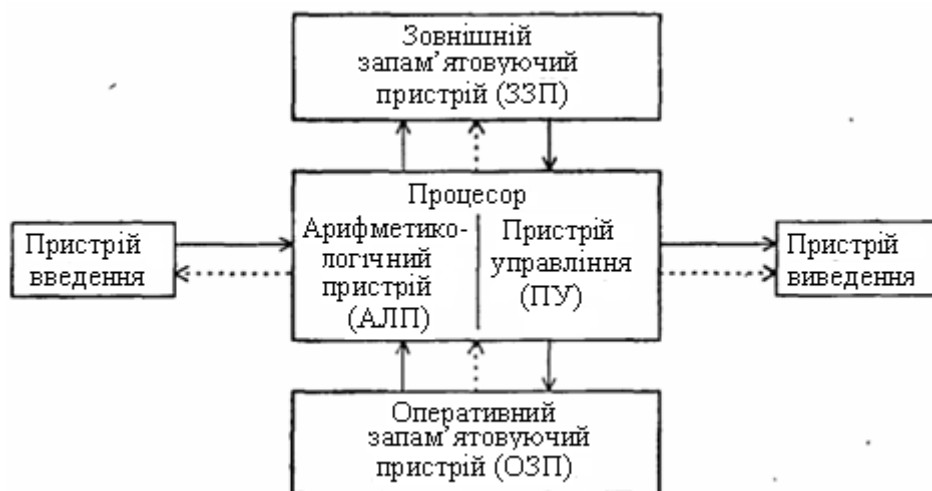 Зовнішній
запам’ятовуючий
пристрій (ЗЗП)
Процесор
Арифметико-
логічний
пристрій
(АЛП)
Пристрій
управління
(ПУ)
Пристрій
введення
Пристрій
виведення
Оперативний
запам’ятовуючий
пристрій (ОЗП)